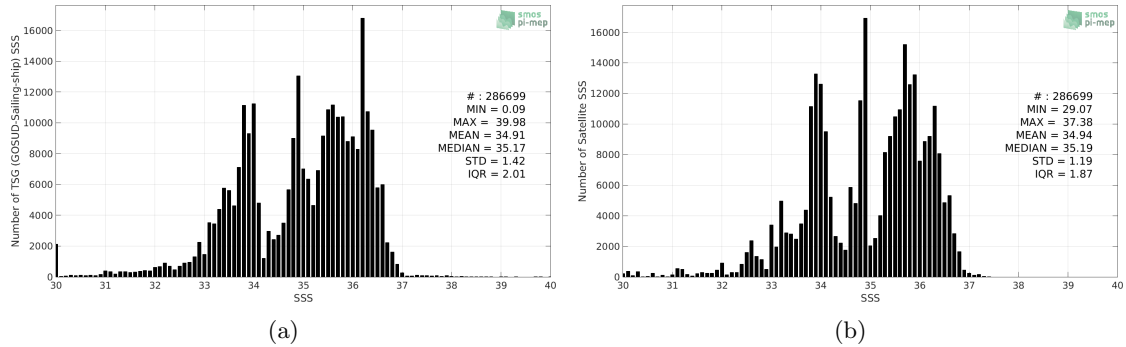 16000
14000
12000
10000
8000
6000
4000
2000
0
Number of TSG (GOSUD-Sailing-ship) SSS
30 31 32 33 34 35 36 37 38 39 40
SSS
smos
pi-mep
# : 286699
MIN = 0.09
MAX = 39.98
MEAN = 34.91
MEDIAN = 35.17
STD = 1.42
IQR = 2.01
(a)
16000
14000
12000
10000
8000
6000
4000
2000
0
Number of Satellite SSS
30 31 32 33 34 35 36 37 38 39 40
SSS
smos
pi-mep
# : 286699
MIN = 29.07
MAX = 37.38
MEAN = 34.94
MEDIAN = 35.19
STD = 1.19
IQR = 1.87
(b)